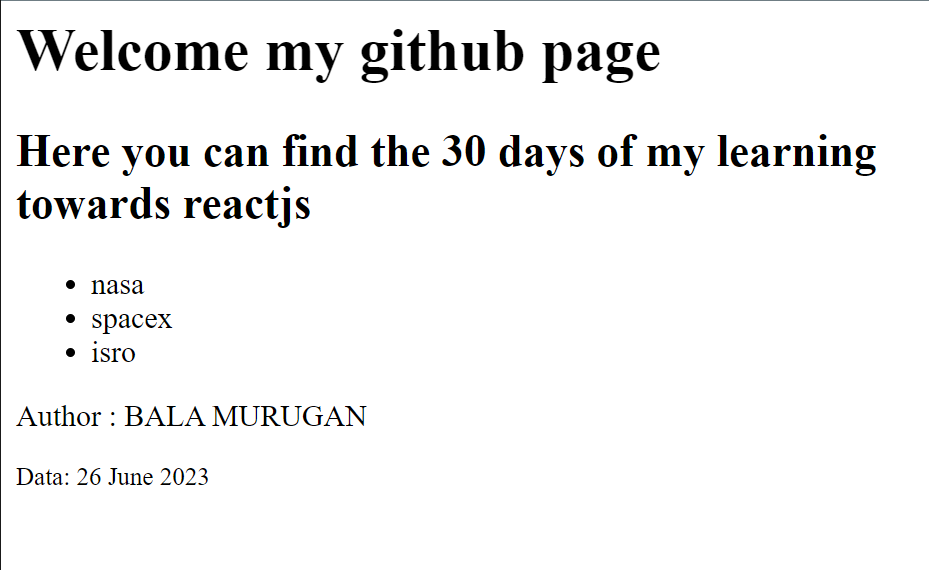 Welcome my github page
Here you can find the 30 days of my learning
towards reactjs
nasa
spacex
isro
Author : BALA MURUGAN
Data: 26 June 2023